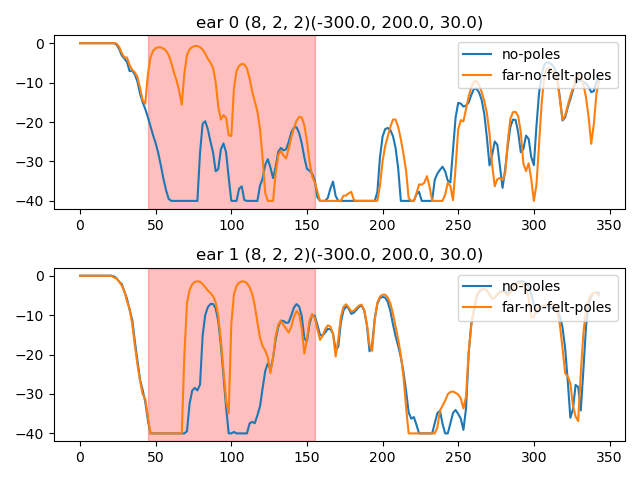 ear 0 (8, 2, 2)(-300.0, 200.0, 30.0)
0
−10
−20
−30
−40
no-poles
far-no-felt-poles
0 50 100 150 200 250 300 350
ear 1 (8, 2, 2)(-300.0, 200.0, 30.0)
0
−10
−20
−30
−40
no-poles
far-no-felt-poles
0 50 100 150 200 250 300 350